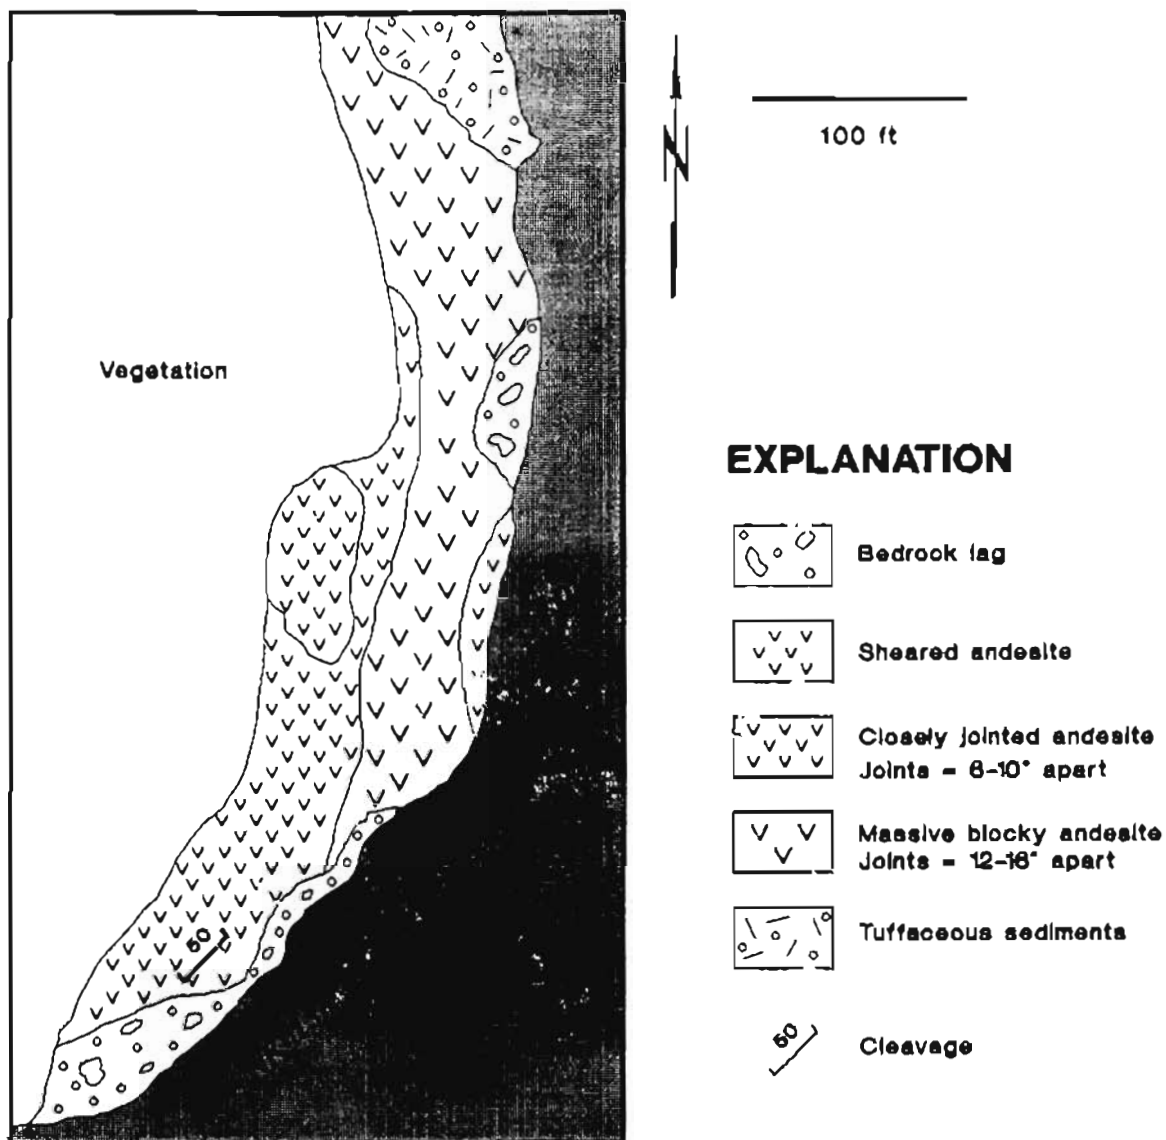 N
100 ft
Vegetation
50
EXPLANATION
Bedrock lag
Sheared andesite
Closely jointed andesite
Joints = 6-10" apart
Massive blocky andesite
Joints = 12-16" apart
Tuffaceous sediments
50
Cleavage